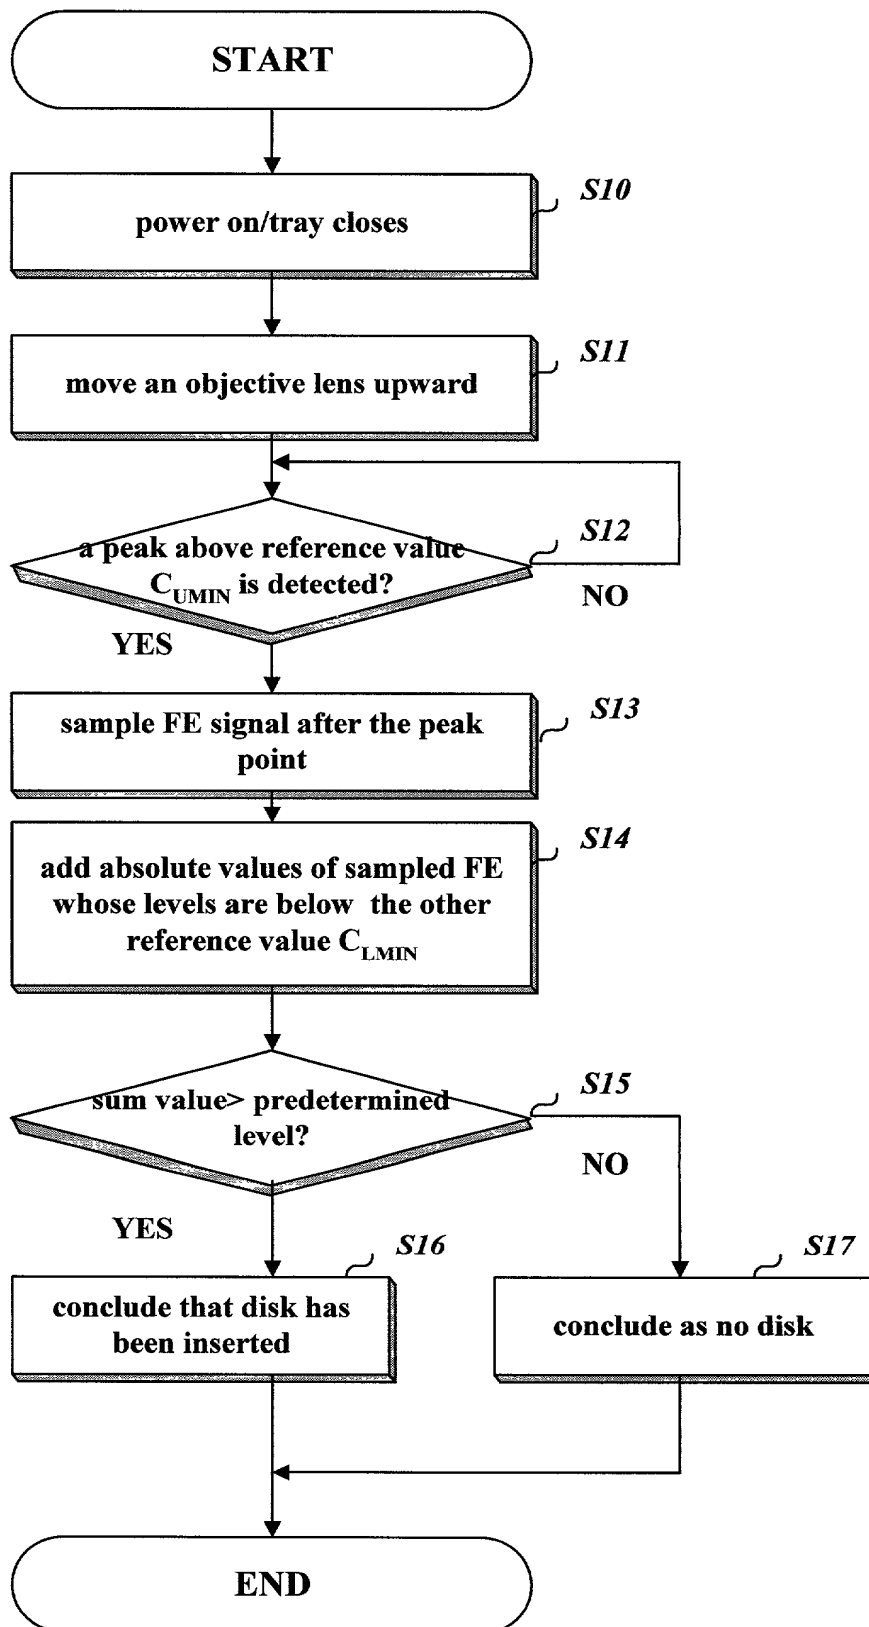 START
S10
power on/tray closes
S11
move an objective lens upward
S12
a peak above reference value
CUMIN is detected?
NO
YES
S13
sample FE signal after the peak
point
S14
add absolute values of sampled FE
whose levels are below the other
reference value CLMIN
S15
sum value> predetermined
level?
NO
YES
S16
S17
conclude that disk has
been inserted
conclude as no disk
END